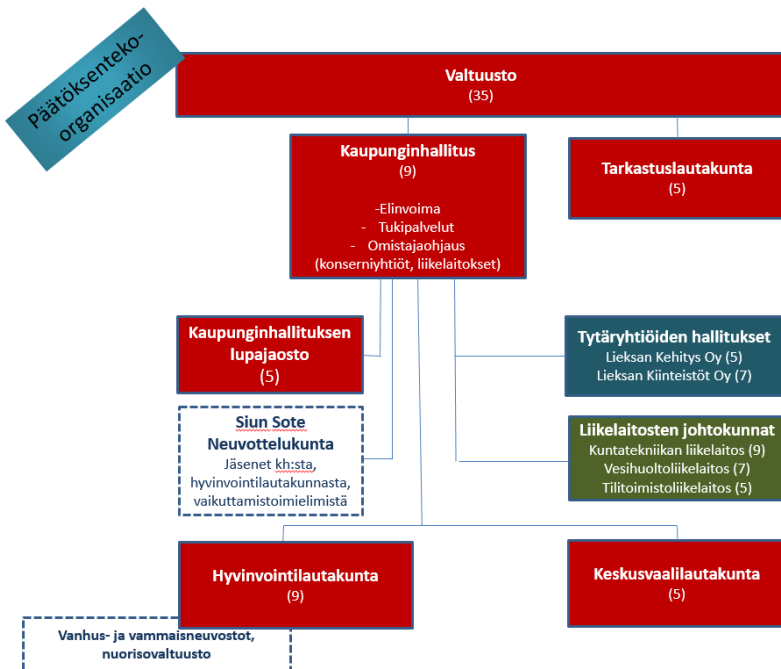 Päätöksenteko-
organisaatio
Valtuusto
(35)
Kaupunginhallitus
(9)
-Elinvoima
- Tukipalvelut
- Omistajaohjaus
(konserniyhtiöt, liikelaitokset)
Tarkastuslautakunta
(5)
Kaupunginhallituksen
lupajaosto
(5)
Tytäryhtiöiden hallitukset
Lieksan Kehitys Oy (5)
Lieksan Kiinteistöt Oy (7)
Siun Sote
Neuvottelukunta
Jäsenet kh:sta,
hyvinvointilautakunnasta,
vaikuttamistoimielimistä
Liikelaitosten johtokunnat
Kuntatekniikan liikelaitos (9)
Vesihuoltoliikelaitos (7)
Tilitoimistoliikelaitos (5)
Hyvinvointilautakunta
(9)
Keskusvaalilautakunta
(5)
Vanhus- ja vammaisneuvostot,
nuorisovaltuusto